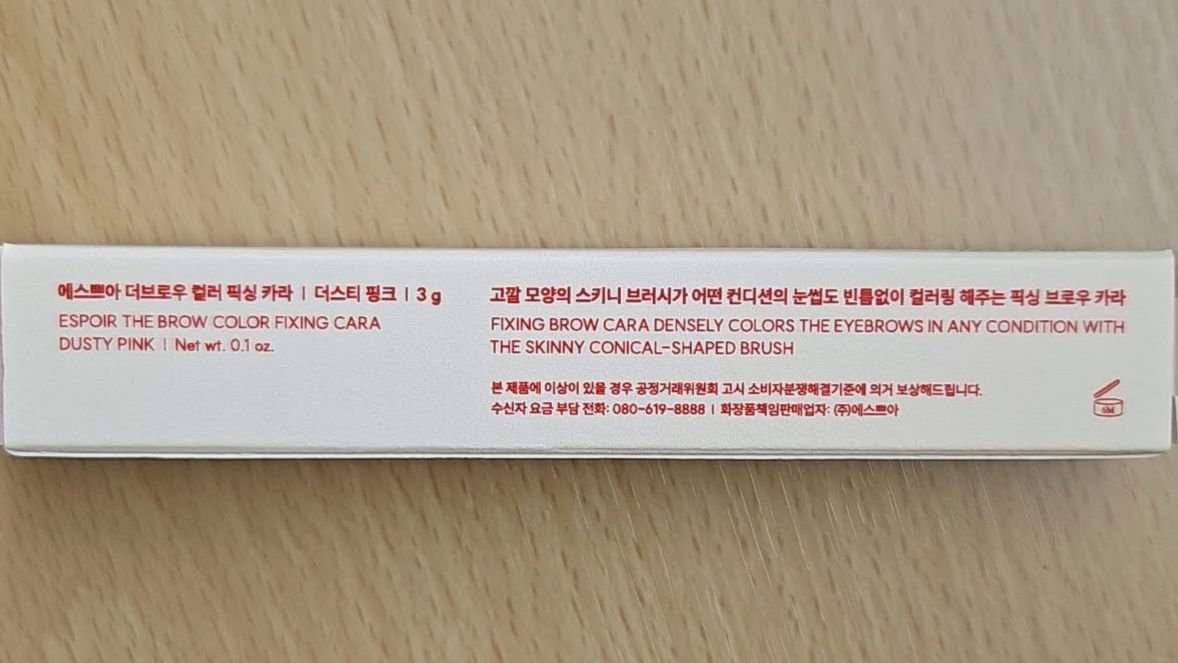 에스쁘아 더브로우 컬러 픽싱 카라 | 더스티 핑크 | 3 g
ESPOIR THE BROW COLOR FIXING CARA
DUSTY PINK | Net wt. 0.1 oz.
고깔 모양의 스키니 브러시가 어떤 컨디션의 눈썹도 빈틈없이 컬러링 해주는 픽싱 브로우 카라
FIXING BROW CARA DENSELY COLORS THE EYEBROWS IN ANY CONDITION WITH
THE SKINNY CONICAL-SHAPED BRUSH
본 제품에 이상이 있을 경우 공정거래위원회 고시 소비자분쟁해결기준에 의거 보상해드립니다.
수신자 요금 부담 전화: 080-619-8888 | 화장품책임판매업자: (주)에스쁘아
6M